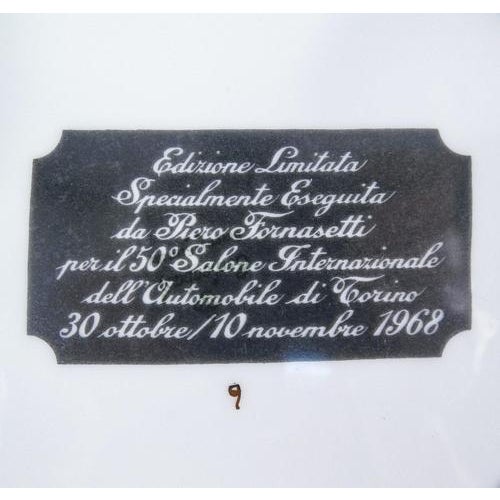 Edizione Limitata
Specialmente Eseguita
da Piero Fornasetti
per il 50° Salone Internazionale
dell'Automobile di Torino
30 ottobre/10 novembre 1968
9